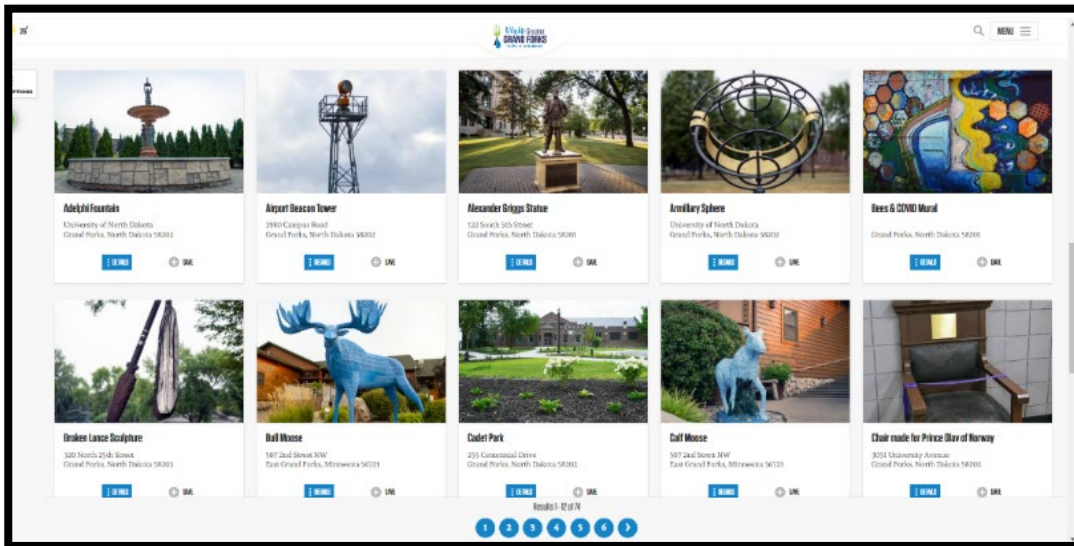 Visit Greater
GRAND FORKS
MENU
Adelphi Fountain
University of North Dakota
Grand Forks, North Dakota 58202
DETAILS
SAVE
Airport Beacon Tower
1980 Campus Road
Grand Forks, North Dakota 58202
DETAILS
SAVE
Alexander Griggs Statue
122 South 5th Street
Grand Forks, North Dakota 58201
DETAILS
SAVE
Armillary Sphere
University of North Dakota
Grand Forks, North Dakota 58202
DETAILS
SAVE
Bees & COVID Mural
Grand Forks, North Dakota 58201
DETAILS
SAVE
Broken Lance Sculpture
320 North 25th Street
Grand Forks, North Dakota 58203
DETAILS
SAVE
Bull Moose
507 2nd Street NW
East Grand Forks, Minnesota 56721
DETAILS
SAVE
Cadet Park
255 Centennial Drive
Grand Forks, North Dakota 58202
DETAILS
SAVE
Calf Moose
507 2nd Street NW
East Grand Forks, Minnesota 56721
DETAILS
SAVE
Chair made for Prince Olav of Norway
3051 University Avenue
Grand Forks, North Dakota 58202
DETAILS
SAVE
Results 1 - 12 of 74
1 2 3 4 5 6